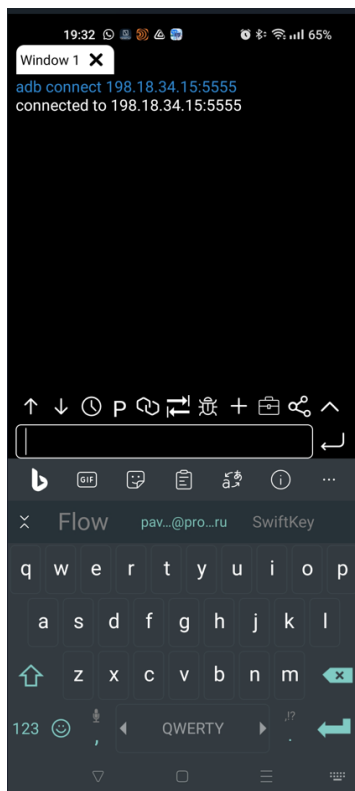 19:32 65%
Window 1
adb connect 198.18.34.15:5555
connected to 198.18.34.15:5555
P
GIF
Flow pav...@pro...ru SwiftKey
q w e r t y u i o p
a s d f g h j k l
z x c v b n m
123 , QWERTY ,!? .